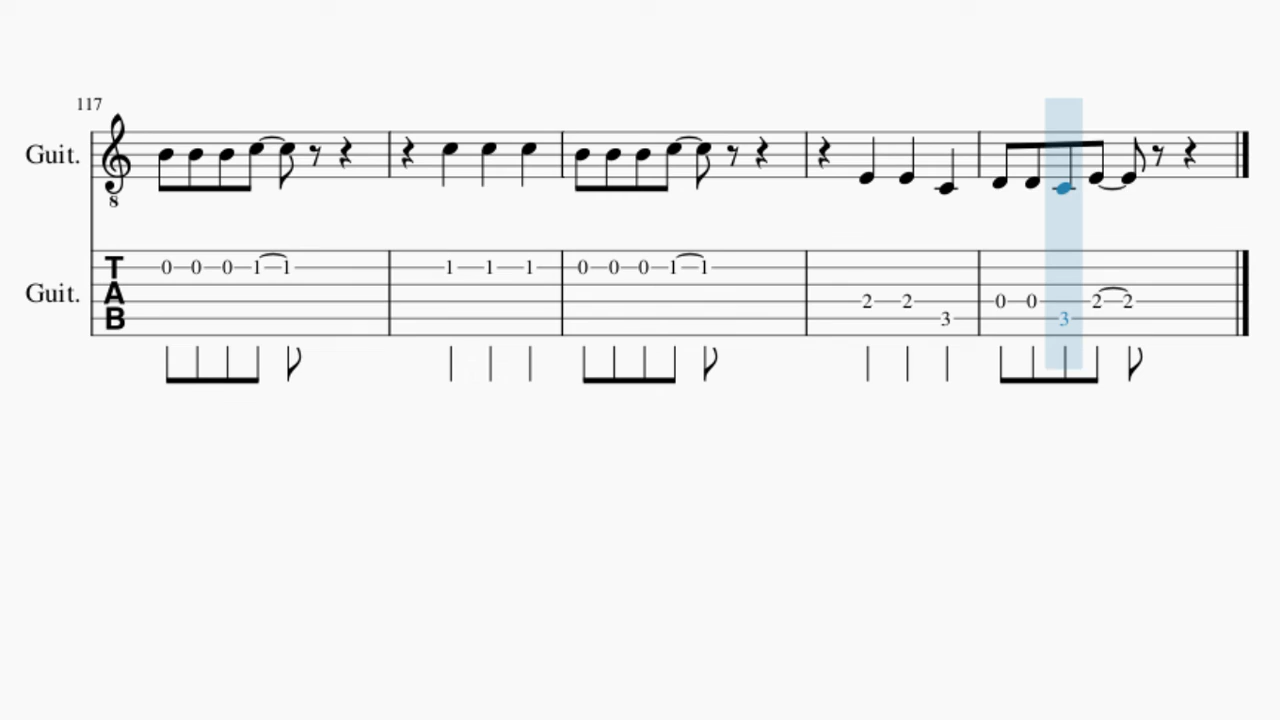 117
Guit.
8
Guit.
T
A
B
0 0 0 1 1 1 1 1 0 0 0 1 1
2 2 0 0 2 2
3 3